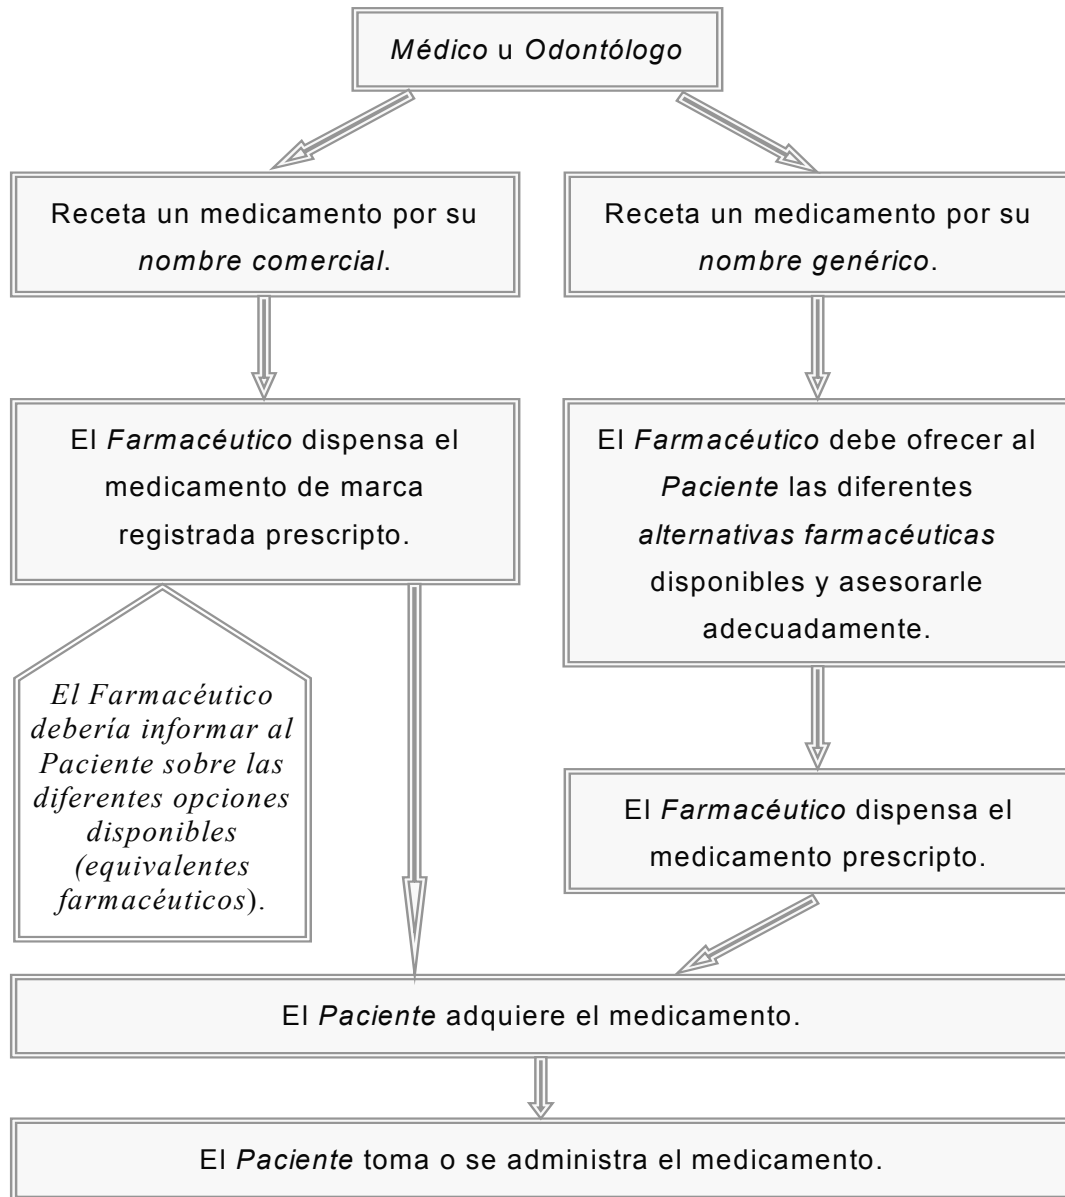 Médico u Odontólogo
Receta un medicamento por su
nombre comercial.
Receta un medicamento por su
nombre genérico.
El Farmacéutico dispensa el
medicamento de marca
registrada prescripto.
El Farmacéutico debe ofrecer al
Paciente las diferentes
alternativas farmacéuticas
disponibles y asesorarle
adecuadamente.
El Farmacéutico
debería informar al
Paciente sobre las
diferentes opciones
disponibles
(equivalentes
farmacéuticos).
El Farmacéutico dispensa el
medicamento prescripto.
El Paciente adquiere el medicamento.
El Paciente toma o se administra el medicamento.